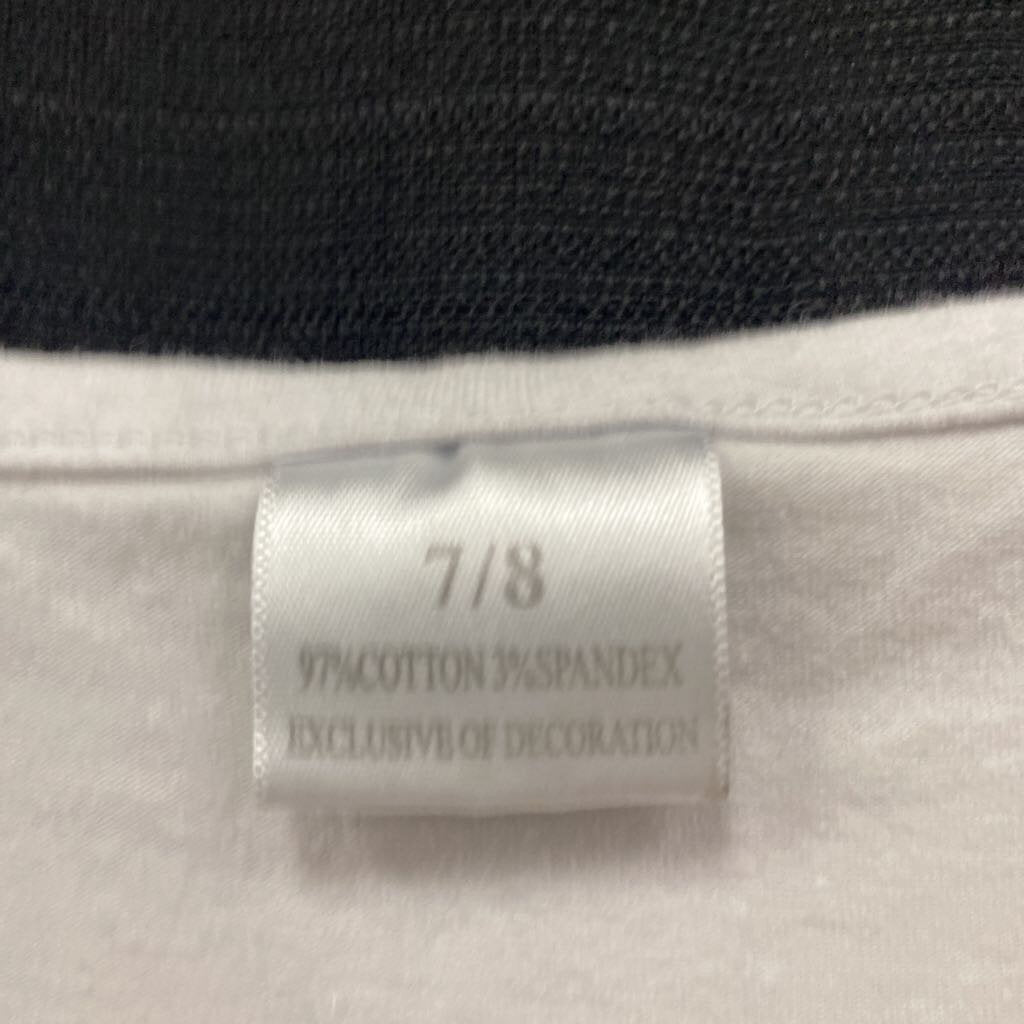 7/8
97%COTTON 3%SPANDEX
EXCLUSIVE OF DECORATION